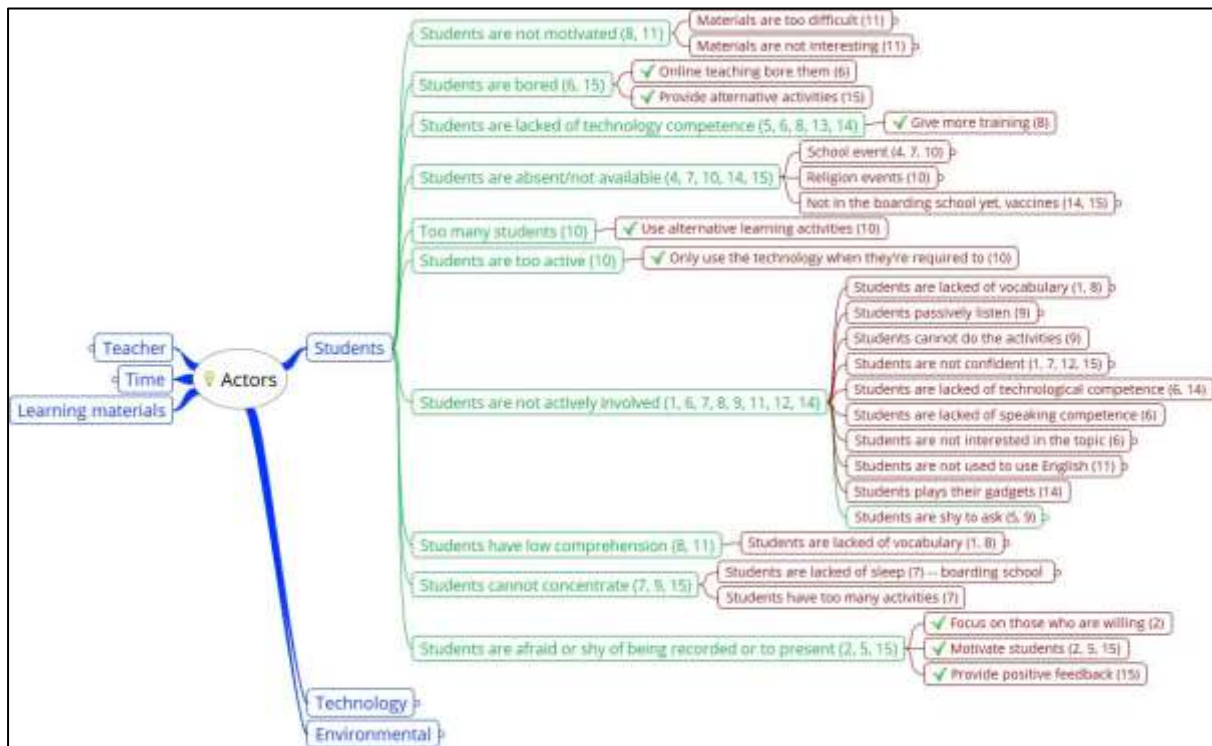 Students are not motivated (8, 11)
Materials are too difficult (11)
Materials are not interesting (11)
Students are bored (6, 15)
Online teaching bore them (6)
Provide alternative activities (15)
Students are lacked of technology competence (5, 6, 8, 13, 14)
Give more training (8)
Students are absent/not available (4, 7, 10, 14, 15)
School event (4, 7, 10)
Religion events (10)
Not in the boarding school yet, vaccines (14, 15)
Too many students (10)
Use alternative learning activities (10)
Students are too active (10)
Only use the technology when they're required to (10)
Teacher
Time
Learning materials
Actors
Students
Students are not actively involved (1, 6, 7, 8, 9, 11, 12, 14)
Students are lacked of vocabulary (1, 8)
Students passively listen (9)
Students cannot do the activities (9)
Students are not confident (1, 7, 12, 15)
Students are lacked of technological competence (6, 14)
Students are lacked of speaking competence (6)
Students are not interested in the topic (6)
Students are not used to use English (11)
Students plays their gadgets (14)
Students are shy to ask (5, 9)
Students have low comprehension (8, 11)
Students are lacked of vocabulary (1, 8)
Students cannot concentrate (7, 9, 15)
Students are lacked of sleep (7) -- boarding school
Students have too many activities (7)
Students are afraid or shy of being recorded or to present (2, 5, 15)
Focus on those who are willing (2)
Motivate students (2, 5, 15)
Provide positive feedback (15)
Technology
Environmental